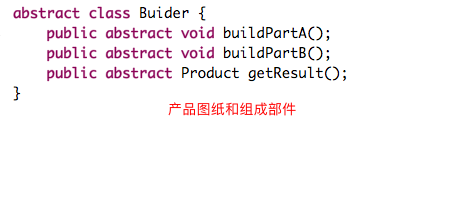 abstract class Buider {
    public abstract void buildPartA();
    public abstract void buildPartB();
    public abstract Product getResult();
}
产品图纸和组成部件